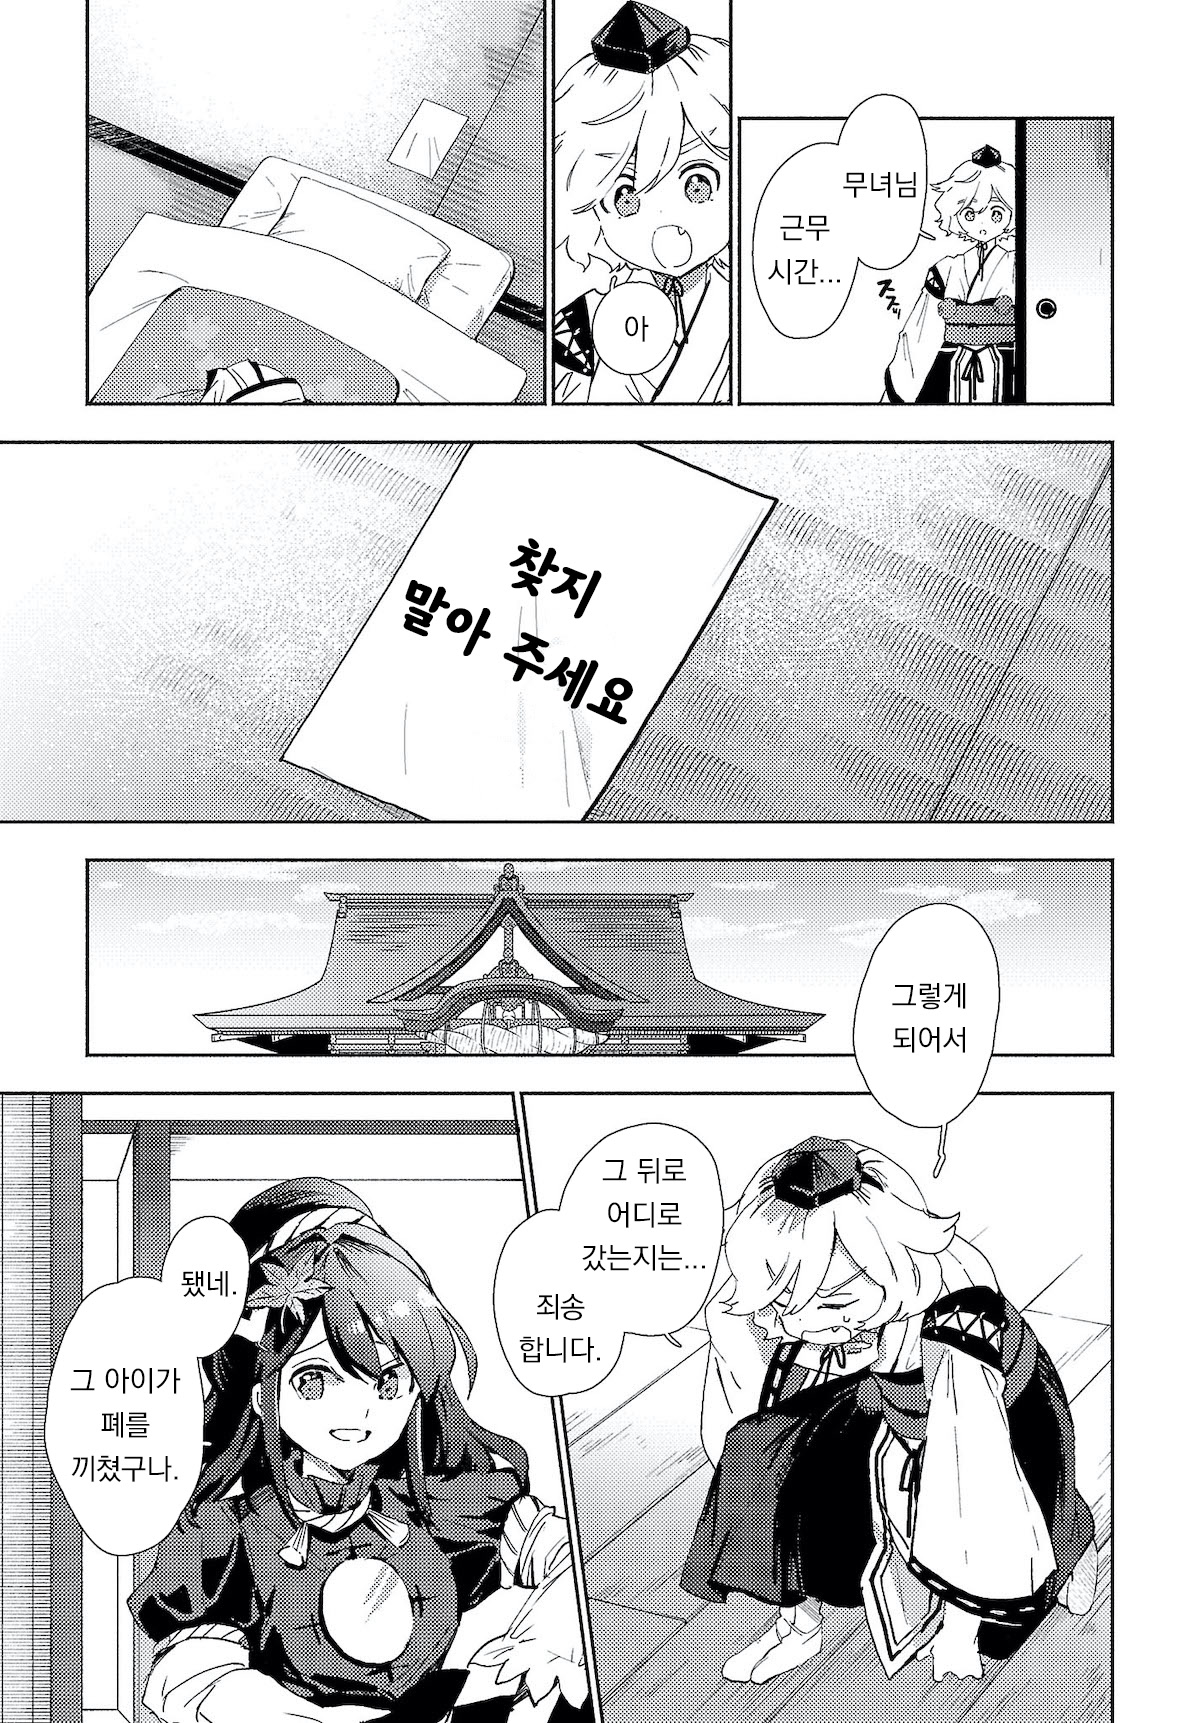 무녀님
근무
시간...
즈즈
아
찾지
말아 주세요
그렇게
되어서
그 뒤로
어디로
갔는지는...
죄송
합니다.
됐네.
그 아이가
폐를
끼쳤구나.